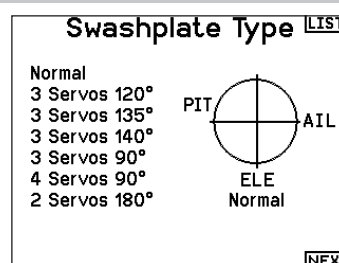 Swashplate Type
Normal
3 Servos 120°
3 Servos 135°
3 Servos 140°
3 Servos 90°
4 Servos 90°
2 Servos 180°
PIT
AIL
ELE
Normal